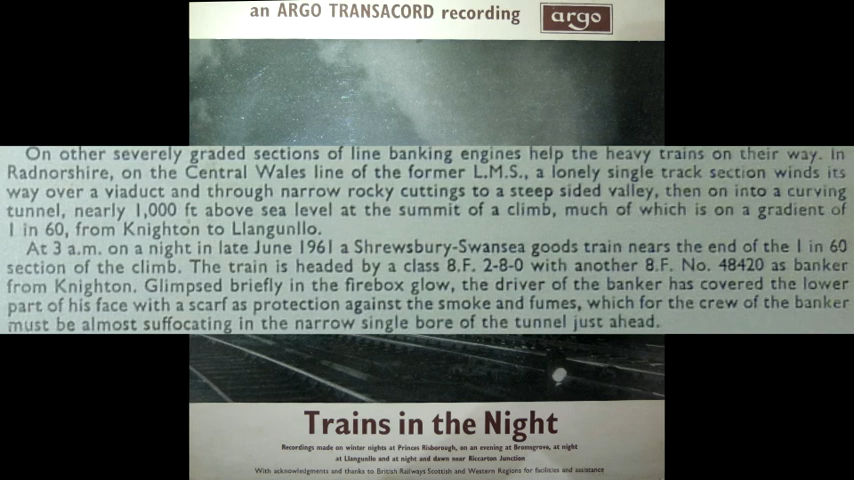 an ARGO TRANSACORD recording
argo
On other severely graded sections of line banking engines help the heavy trains on their way. In
Radnorshire, on the Central Wales line of the former L.M.S., a lonely single track section winds its
way over a viaduct and through narrow rocky cuttings to a steep sided valley, then on into a curving
tunnel, nearly 1,000 ft above sea level at the summit of a climb, much of which is on a gradient of
1 in 60, from Knighton to Llangunllo.
At 3 a.m. on a night in late June 1961 a Shrewsbury-Swansea goods train nears the end of the 1 in 60
section of the climb. The train is headed by a class 8.F. 2-8-0 with another 8.F. No. 48420 as banker
from Knighton. Glimpsed briefly in the firebox glow, the driver of the banker has covered the lower
part of his face with a scarf as protection against the smoke and fumes, which for the crew of the banker
must be almost suffocating in the narrow single bore of the tunnel just ahead.
Trains in the Night
Recordings made on winter nights at Princes Risborough, on an evening at Bromsgrove, at night
at Llangunllo and at night and dawn near Riccarton Junction
With acknowledgments and thanks to British Railways Scottish and Western Regions for facilities and assistance